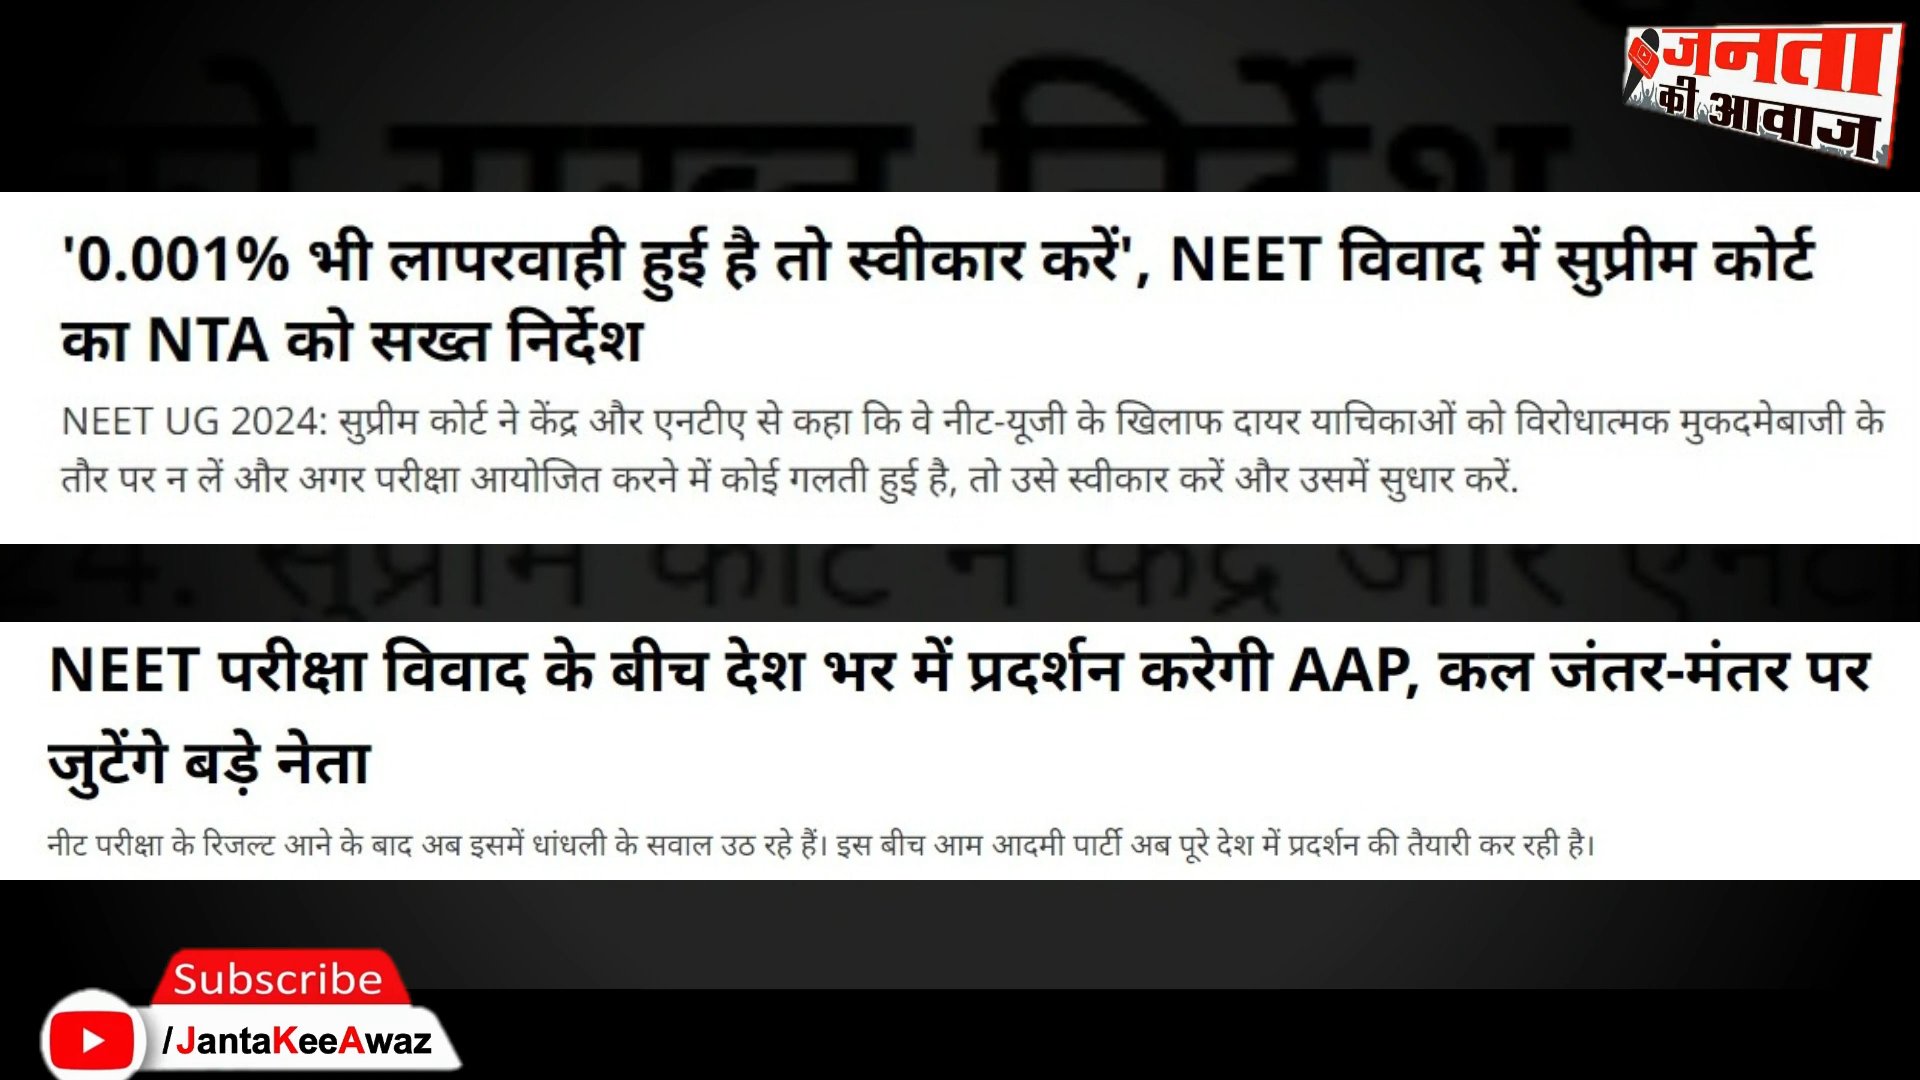 जनता
की आवाज
'0.001% भी लापरवाही हुई है तो स्वीकार करें', NEET विवाद में सुप्रीम कोर्ट
का NTA को सख्त निर्देश
NEET UG 2024: सुप्रीम कोर्ट ने केंद्र और एनटीए से कहा कि वे नीट-यूजी के खिलाफ दायर याचिकाओं को विरोधात्मक मुकदमेबाजी के
तौर पर न लें और अगर परीक्षा आयोजित करने में कोई गलती हुई है, तो उसे स्वीकार करें और उसमें सुधार करें.
24: सुप्रीम कोर्ट ने केंद्र और एनटी
NEET परीक्षा विवाद के बीच देश भर में प्रदर्शन करेगी AAP, कल जंतर-मंतर पर
जुटेंगे बड़े नेता
नीट परीक्षा के रिजल्ट आने के बाद अब इसमें धांधली के सवाल उठ रहे हैं। इस बीच आम आदमी पार्टी अब पूरे देश में प्रदर्शन की तैयारी कर रही है।
Subscribe
/JantaKeeAwaz